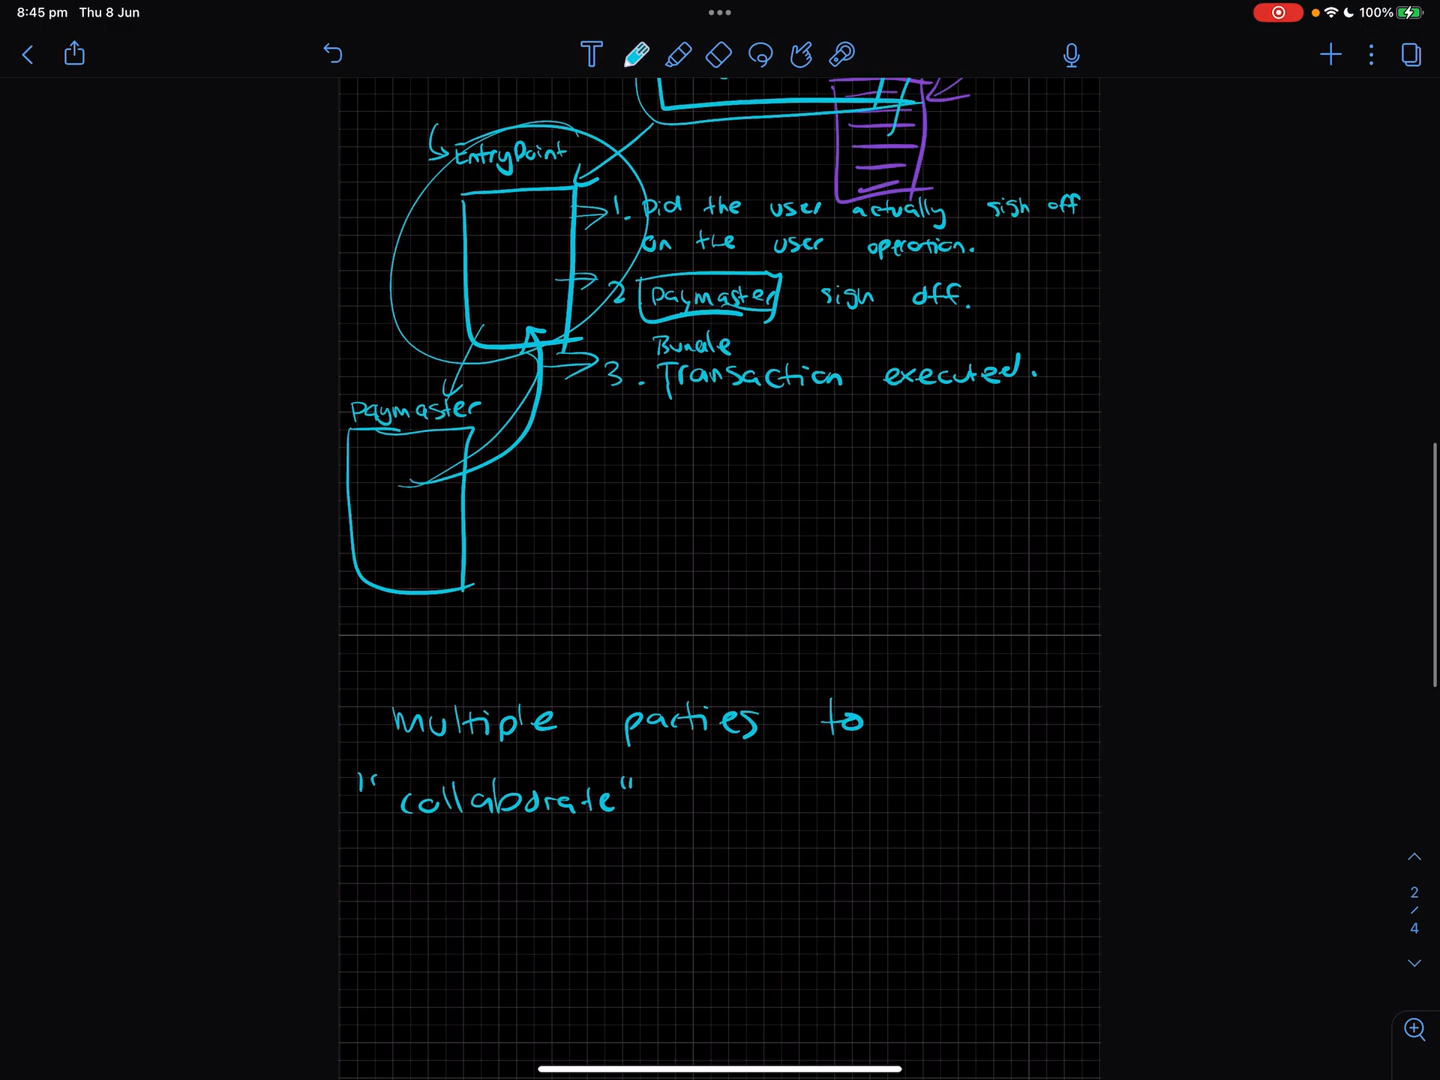 8:45 pm Thu 8 Jun
100%
EntryPoint
1. Did the user actually sign off
on the user operation.
2 Paymaster sign off.
Bundle
3. Transaction executed.
Paymaster
Multiple parties to
"collaborate"
2
/
4